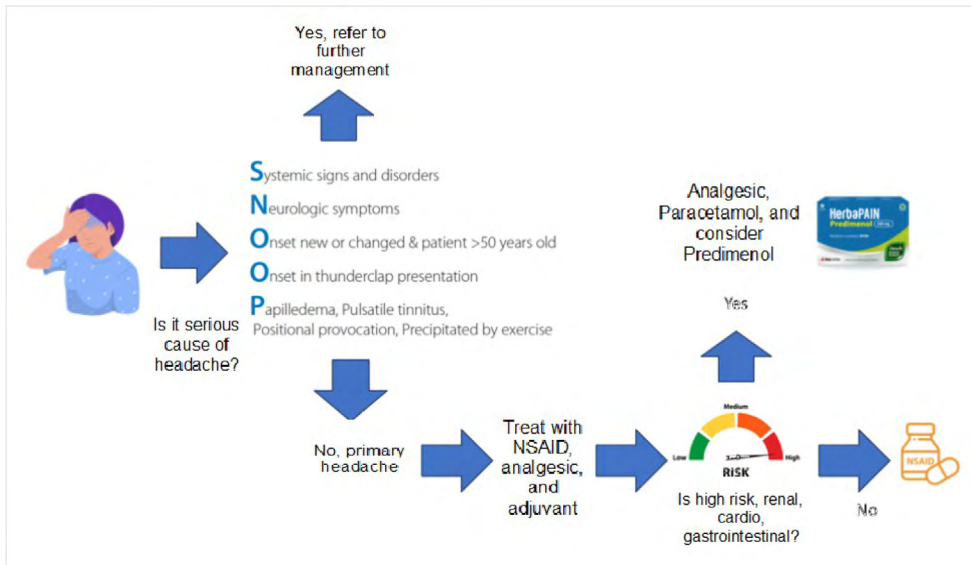 Yes, refer to
further
management
Systemic signs and disorders
Neurologic symptoms
Onset new or changed & patient >50 years old
Onset in thunderclap presentation
Papilledema, Pulsatile tinnitus,
Positional provocation, Precipitated by exercise
Is it serious
cause of
headache?
Analgesic,
Paracetamol, and
consider
Predimenol
HerbaPAIN
Predimenol
Yes
No, primary
headache
Treat with
NSAID,
analgesic,
and
adjuvant
Medium
Low
High
RISK
Is high risk, renal,
cardio,
gastrointestinal?
No
NSAID